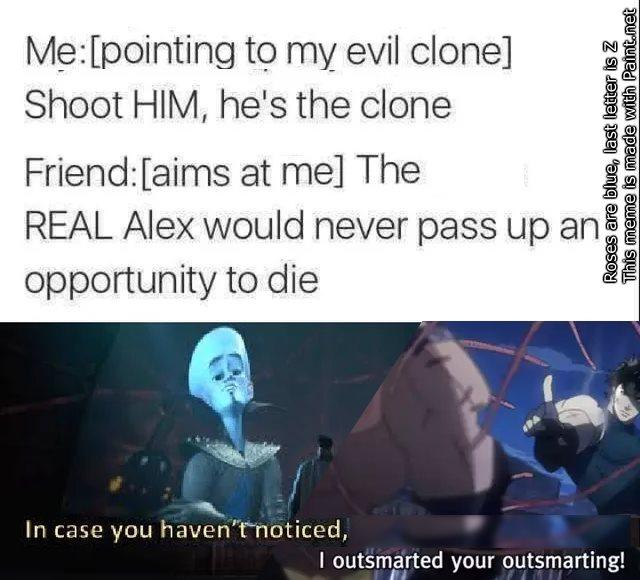 Me:[pointing to my evil clone]
Shoot HIM, he's the clone
Friend:[aims at me] The
REAL Alex would never pass up an
opportunity to die
Roses are blue, last letter is Z
This meme is made with Paint.net
In case you haven't noticed,
I outsmarted your outsmarting!